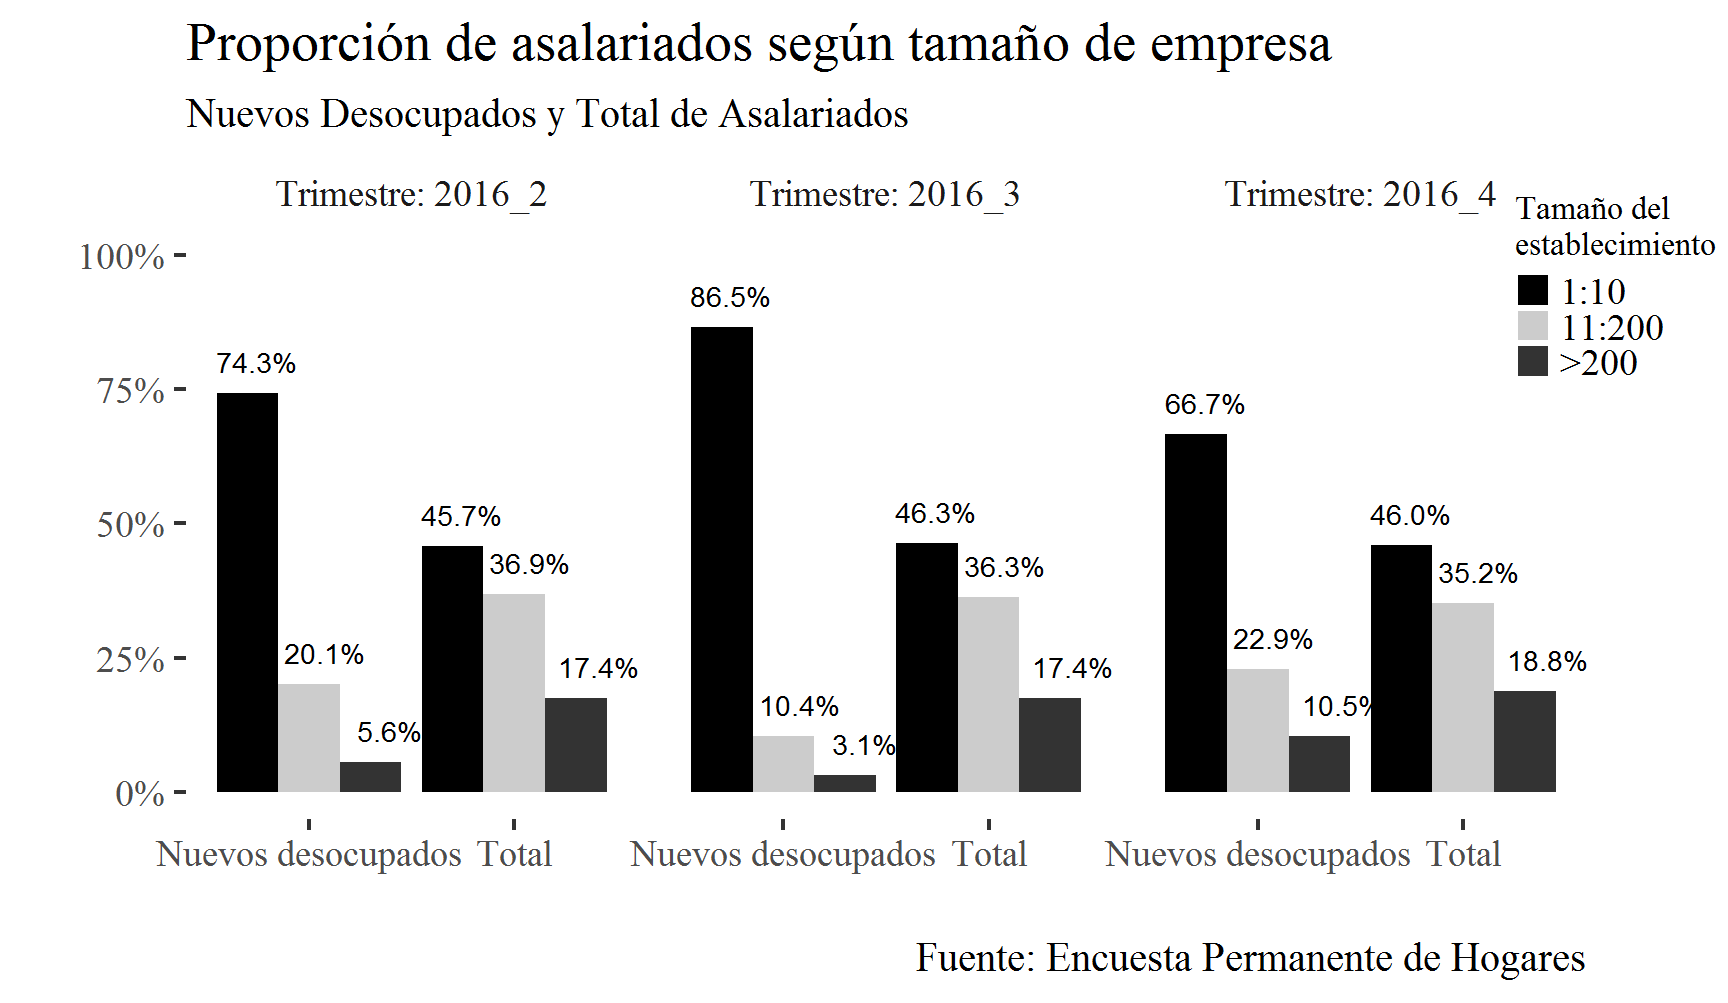 Proporción de asalariados según tamaño de empresa
Nuevos Desocupados y Total de Asalariados
Trimestre: 2016_2
Trimestre: 2016_3
Trimestre: 2016_4
Tamaño del
establecimiento
1:10
11:200
>200
100%
75%
50%
25%
0%
74.3%
20.1%
5.6%
45.7%
36.9%
17.4%
86.5%
10.4%
3.1%
46.3%
36.3%
17.4%
66.7%
22.9%
10.5%
46.0%
35.2%
18.8%
Nuevos desocupados
Total
Nuevos desocupados
Total
Nuevos desocupados
Total
Fuente: Encuesta Permanente de Hogares